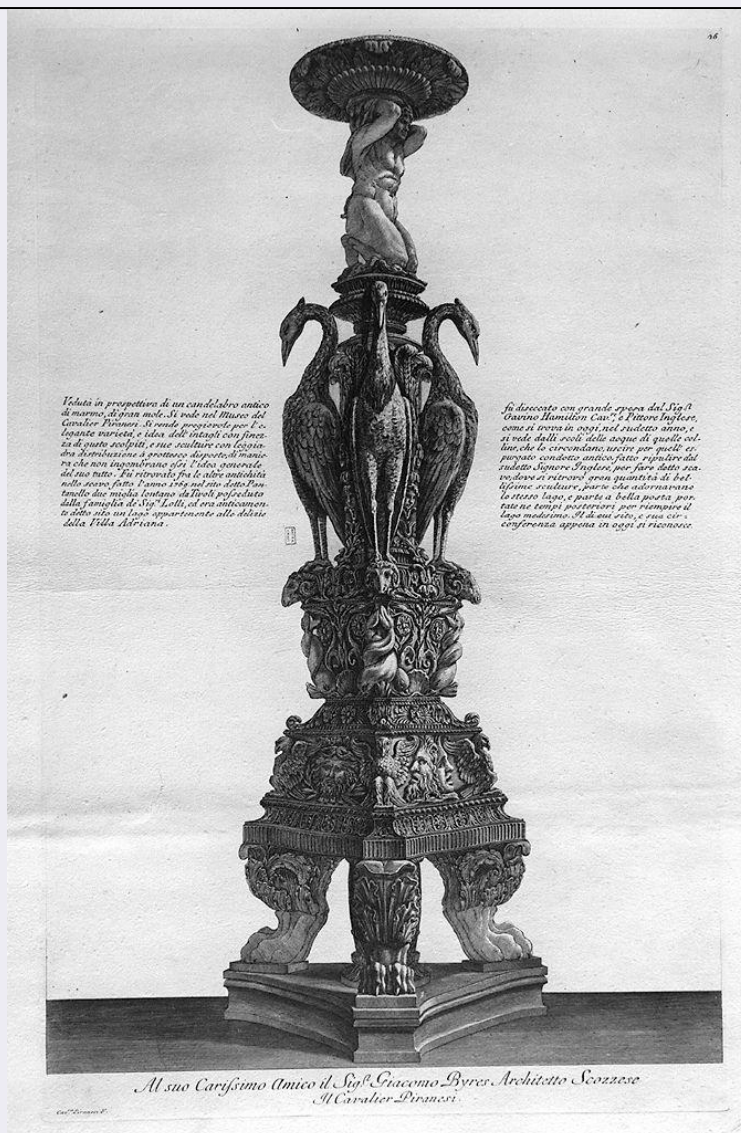 26
Veduta in prospettiva di un candelabro antico
di marmo, di gran mole. Si vede nel Museo del
Cavalier Piranesi. Si rende pregievole per l'e-
legante varietà, e idea dell'intagli con finez-
za di gusto scolpiti, e sue sculture con leggia-
dra distribuzione à grottesco disposte, di manie-
ra che non ingombrano essi l'idea generale
del suo tutto. Fù ritrovato fra le altre antichità
nello scavo, fatto l'anno 1769 nel sito detto Pan-
tanello due miglia lontano da Tivoli posseduto
dalla famiglia de Sig.ri Lolli, ed era anticamen-
te detto sito un lago appartenente alle delizie
della Villa Adriana.
fù diseccato con grande spesa dal Sig.r
Gavino Hamilton Cav.re e Pittore Inglese,
come si trova in oggi, nel sudetto anno, e
si vede dalli scoli delle acque di quelle col-
line, che lo circondano, uscire per quell'es-
purgato condotto antico, fatto ripulire dal
sudetto Signore Inglese, per fare detto sca-
vo, dove si ritrovò gran quantità di bel-
lissime sculture, parte che adornavano
lo stesso lago, e parte a bella posta por-
tate ne tempi posteriori per riempire il
lago medesimo. Il di cui sito, e sua cir-
conferenza appena in oggi si riconosce.
Al suo Carissimo Amico il Sig.r Giacomo Byres Architetto Scozzese
Il Cavalier Piranesi.
Cav. Piranesi F.